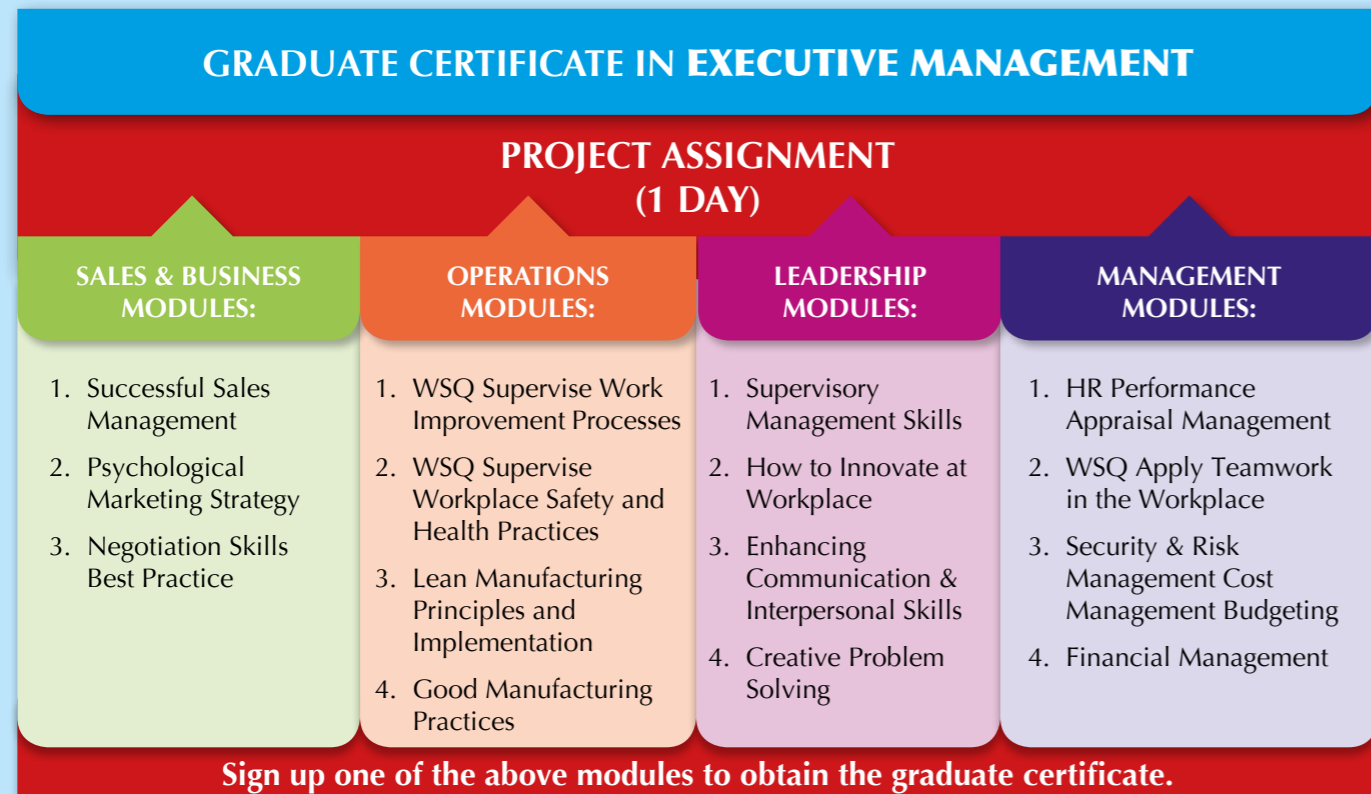 GRADUATE CERTIFICATE IN EXECUTIVE MANAGEMENT
PROJECT ASSIGNMENT
(1 DAY)
SALES & BUSINESS
MODULES:
1. Successful Sales
Management
2. Psychological
Marketing Strategy
3. Negotiation Skills
Best Practice
OPERATIONS
MODULES:
1. WSQ Supervise Work
Improvement Processes
2. WSQ Supervise
Workplace Safety and
Health Practices
3. Lean Manufacturing
Principles and
Implementation
4. Good Manufacturing
Practices
LEADERSHIP
MODULES:
1. Supervisory
Management Skills
2. How to Innovate at
Workplace
3. Enhancing
Communication &
Interpersonal Skills
4. Creative Problem
Solving
MANAGEMENT
MODULES:
1. HR Performance
Appraisal Management
2. WSQ Apply Teamwork
in the Workplace
3. Security & Risk
Management Cost
Management Budgeting
4. Financial Management
Sign up one of the above modules to obtain the graduate certificate.